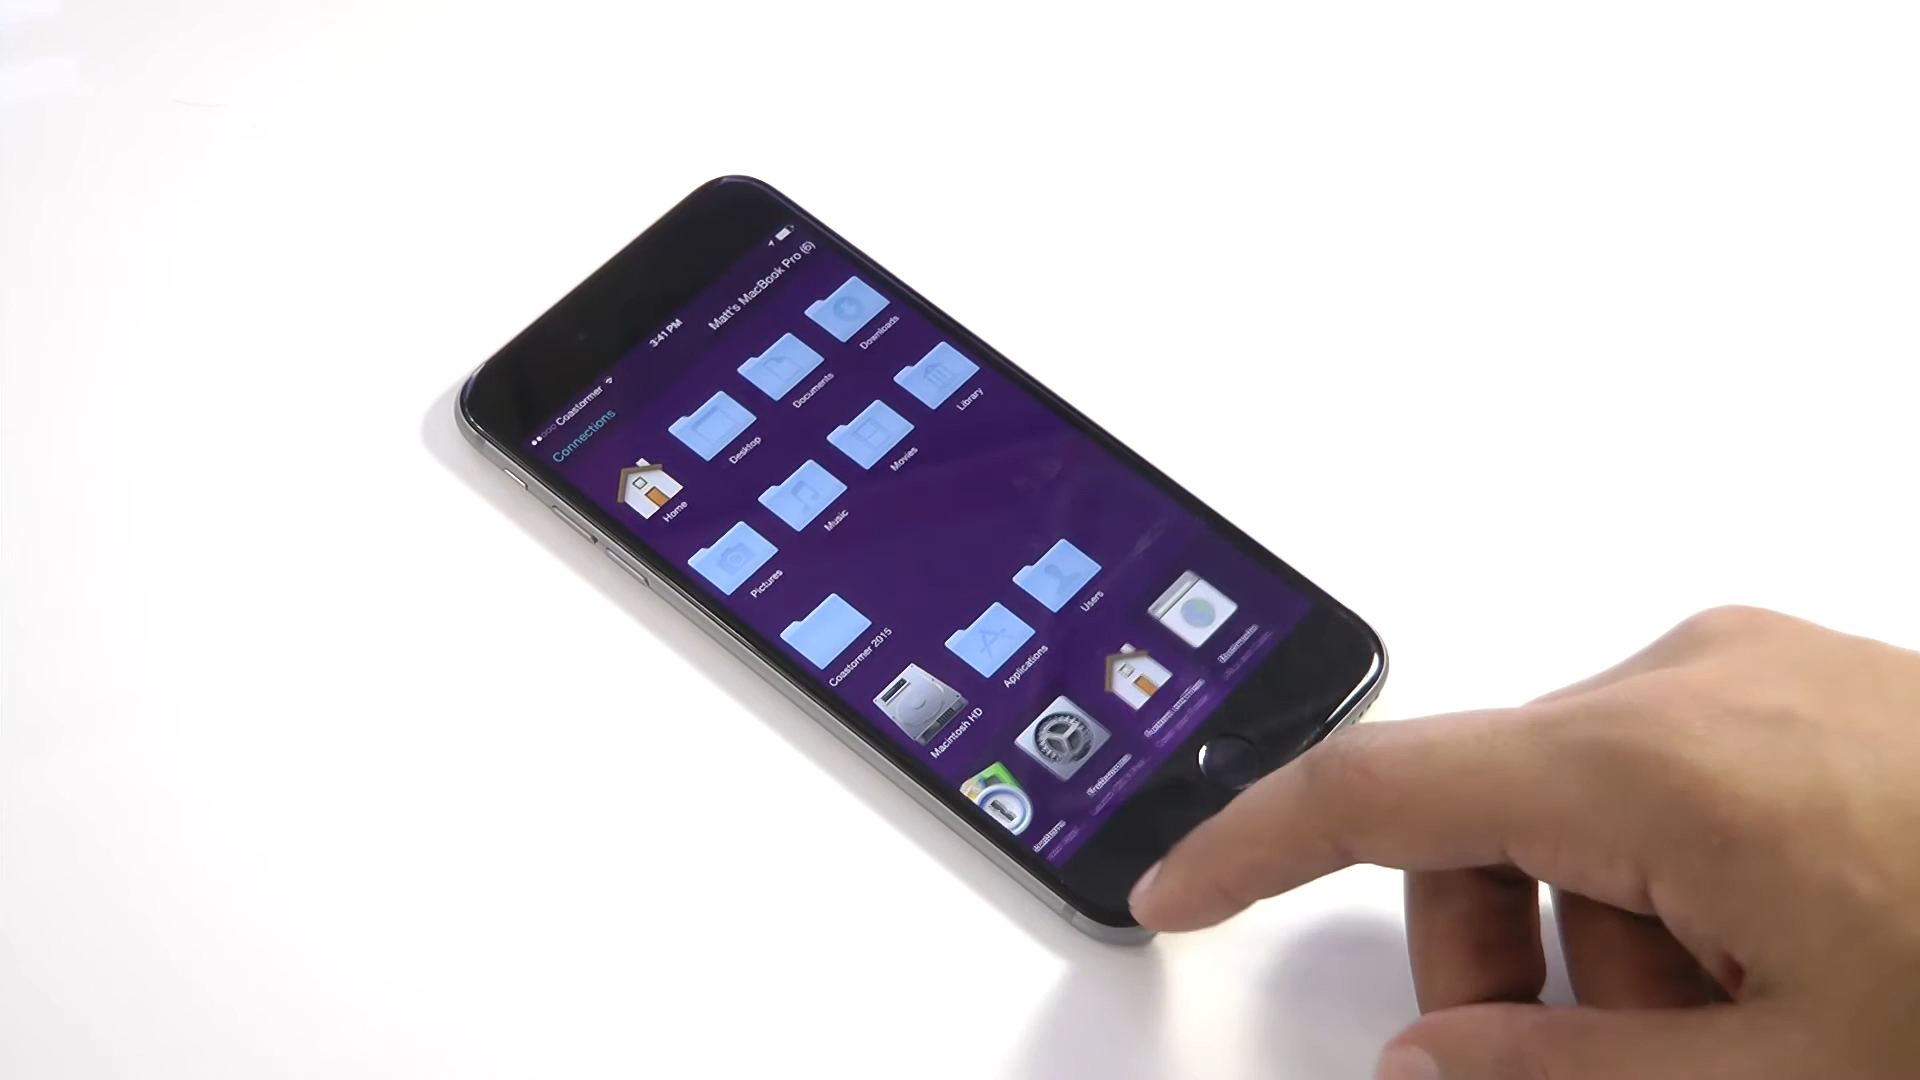 Coastormer
3:41 PM
Connections
Matt's MacBook Pro (6)
Home
Desktop
Documents
Downloads
Pictures
Music
Movies
Library
Coastormer 2015
Macintosh HD
Applications
Users